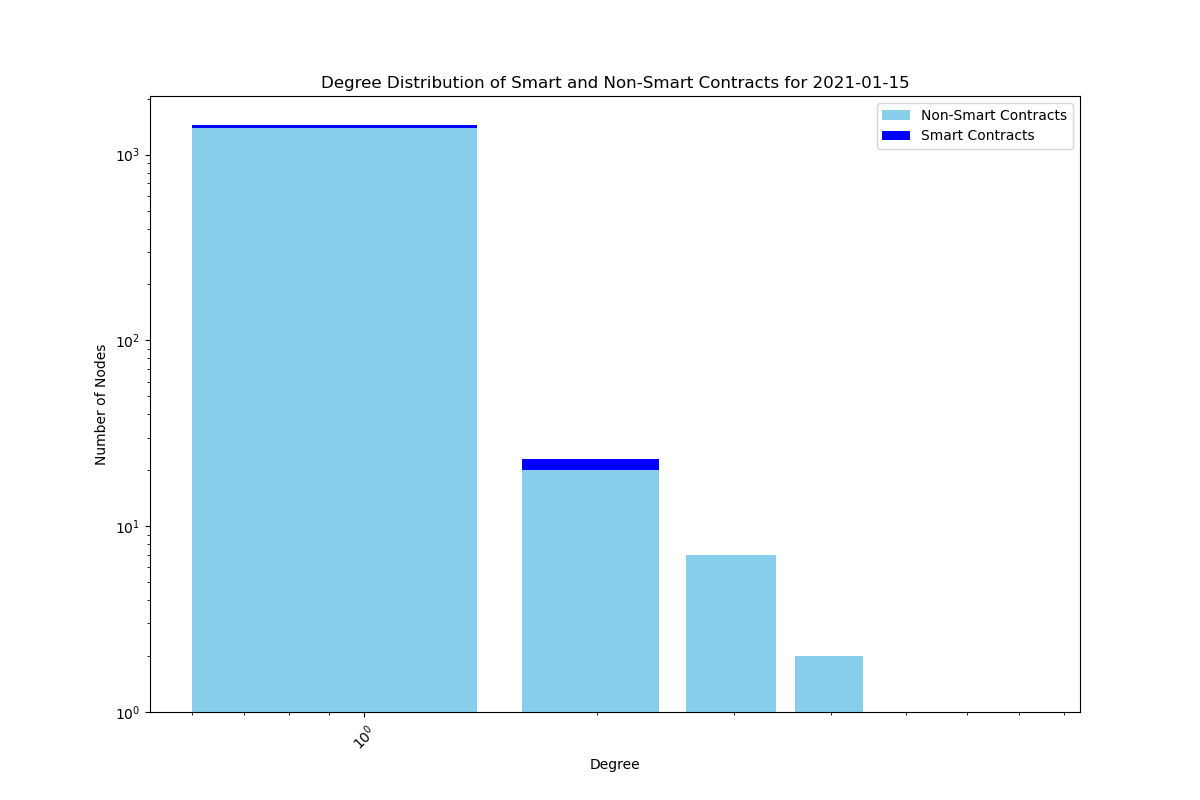 Degree Distribution of Smart and Non-Smart Contracts for 2021-01-15
Non-Smart Contracts
Smart Contracts
Number of Nodes
10³
10²
10¹
10⁰
10⁰
Degree